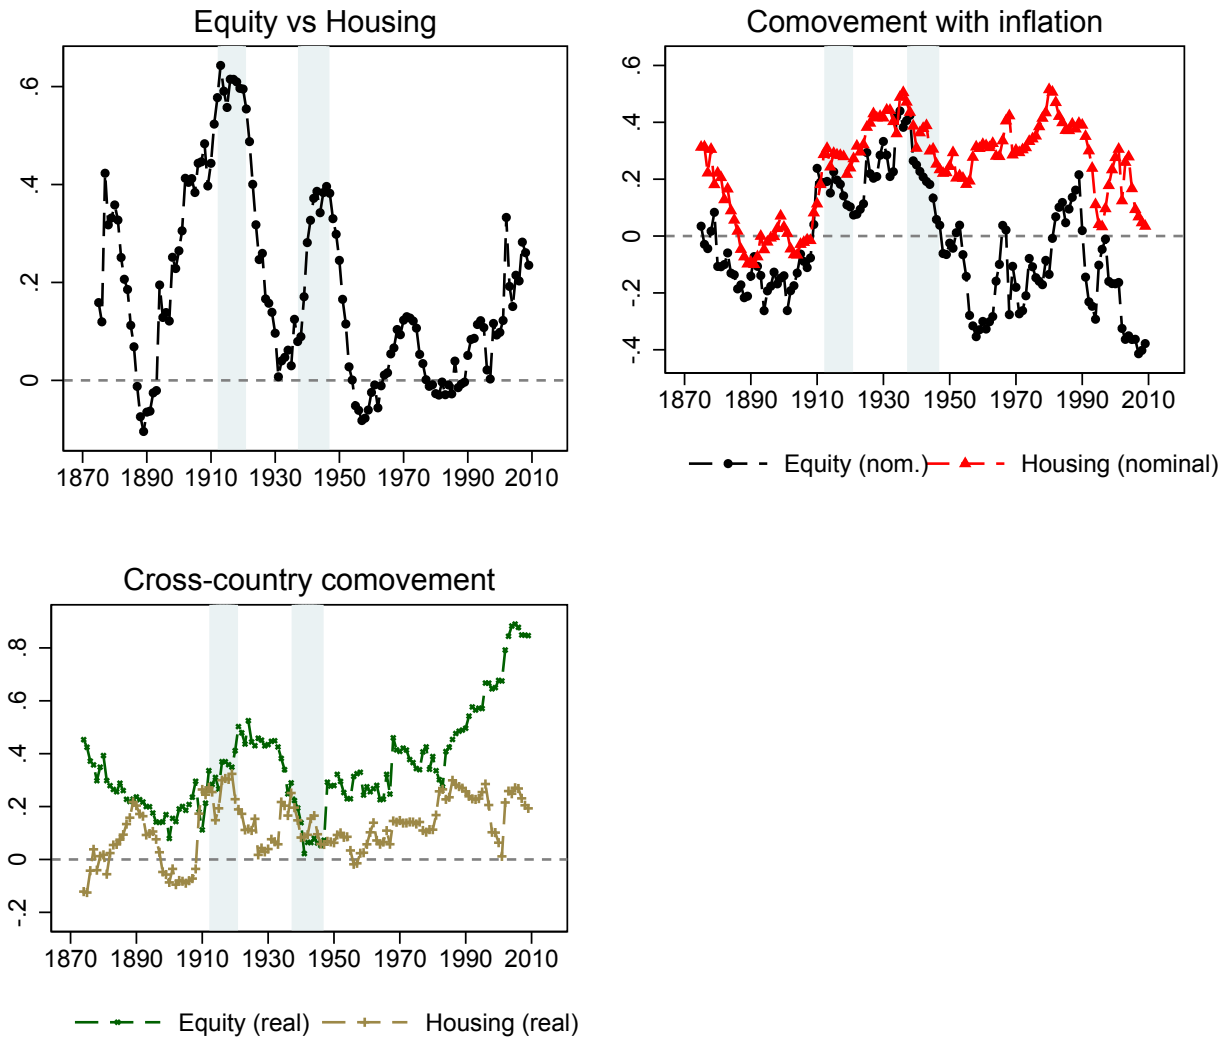 Equity vs Housing
.6
.4
.2
0
1870 1890 1910 1930 1950 1970 1990 2010
Comovement with inflation
.6
.4
.2
0
-.2
-.4
1870 1890 1910 1930 1950 1970 1990 2010
Equity (nom.) Housing (nominal)
Cross-country comovement
.8
.6
.4
.2
0
-.2
1870 1890 1910 1930 1950 1970 1990 2010
Equity (real) Housing (real)